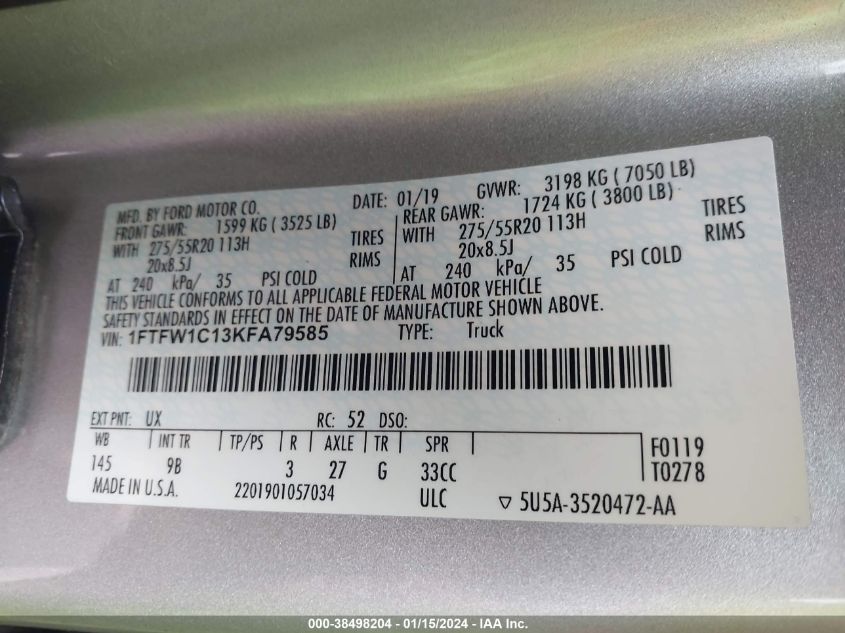 MFD. BY FORD MOTOR CO. DATE: 01/19 GVWR: 3198 KG ( 7050 LB)
FRONT GAWR: 1599 KG ( 3525 LB) REAR GAWR: 1724 KG ( 3800 LB)
WITH 275/55R20 113H TIRES WITH 275/55R20 113H TIRES
20x8.5J RIMS 20x8.5J RIMS
AT 240 kPa/ 35 PSI COLD AT 240 kPa/ 35 PSI COLD
THIS VEHICLE CONFORMS TO ALL APPLICABLE FEDERAL MOTOR VEHICLE
SAFETY STANDARDS IN EFFECT ON THE DATE OF MANUFACTURE SHOWN ABOVE.
VIN: 1FTFW1C13KFA79585 TYPE: Truck
EXT PNT: UX RC: 52 DSO:
WB INT TR TP/PS R AXLE TR SPR F0119
145 9B 3 27 G 33CC T0278
MADE IN U.S.A. 2201901057034 ULC ▽ 5U5A-3520472-AA
000-38498204 - 01/15/2024 - IAA Inc.